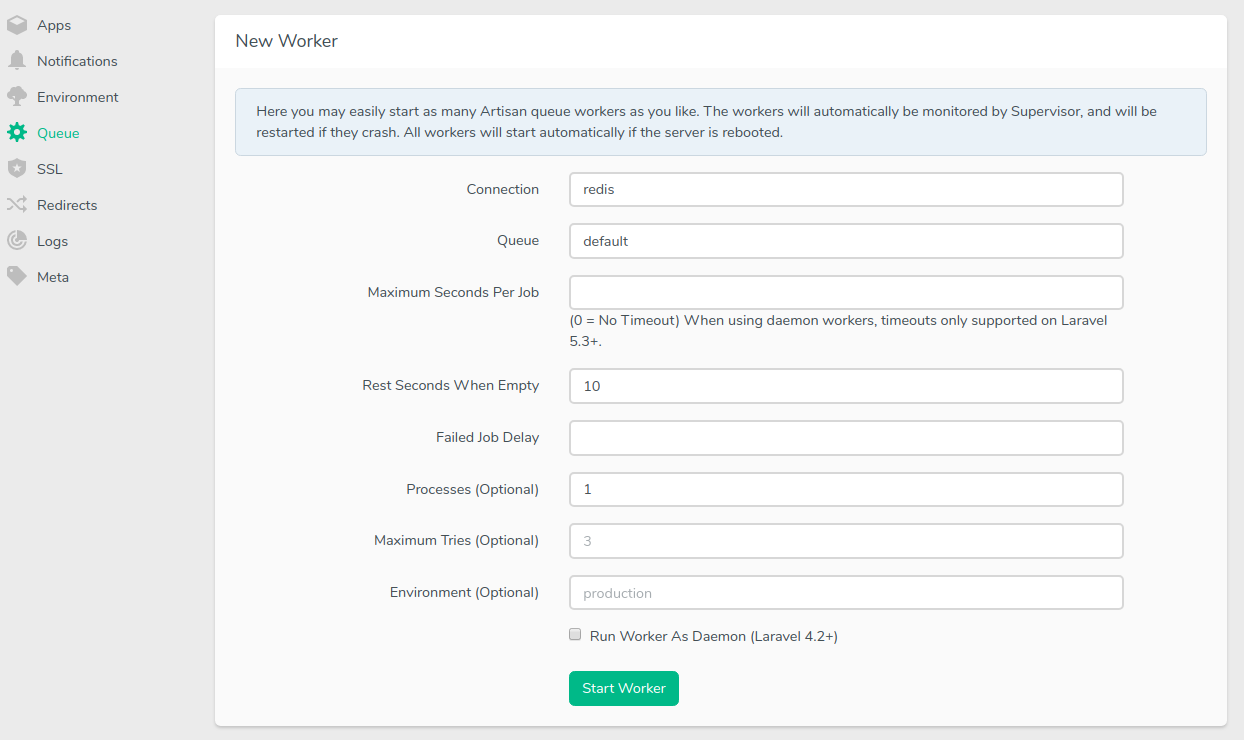 Apps
Notifications
Environment
Queue
SSL
Redirects
Logs
Meta
New Worker
Here you may easily start as many Artisan queue workers as you like. The workers will automatically be monitored by Supervisor, and will be
restarted if they crash. All workers will start automatically if the server is rebooted.
Connection redis
Queue default
Maximum Seconds Per Job
(0 = No Timeout) When using daemon workers, timeouts only supported on Laravel
5.3+.
Rest Seconds When Empty 10
Failed Job Delay
Processes (Optional) 1
Maximum Tries (Optional) 3
Environment (Optional) production
Run Worker As Daemon (Laravel 4.2+)
Start Worker